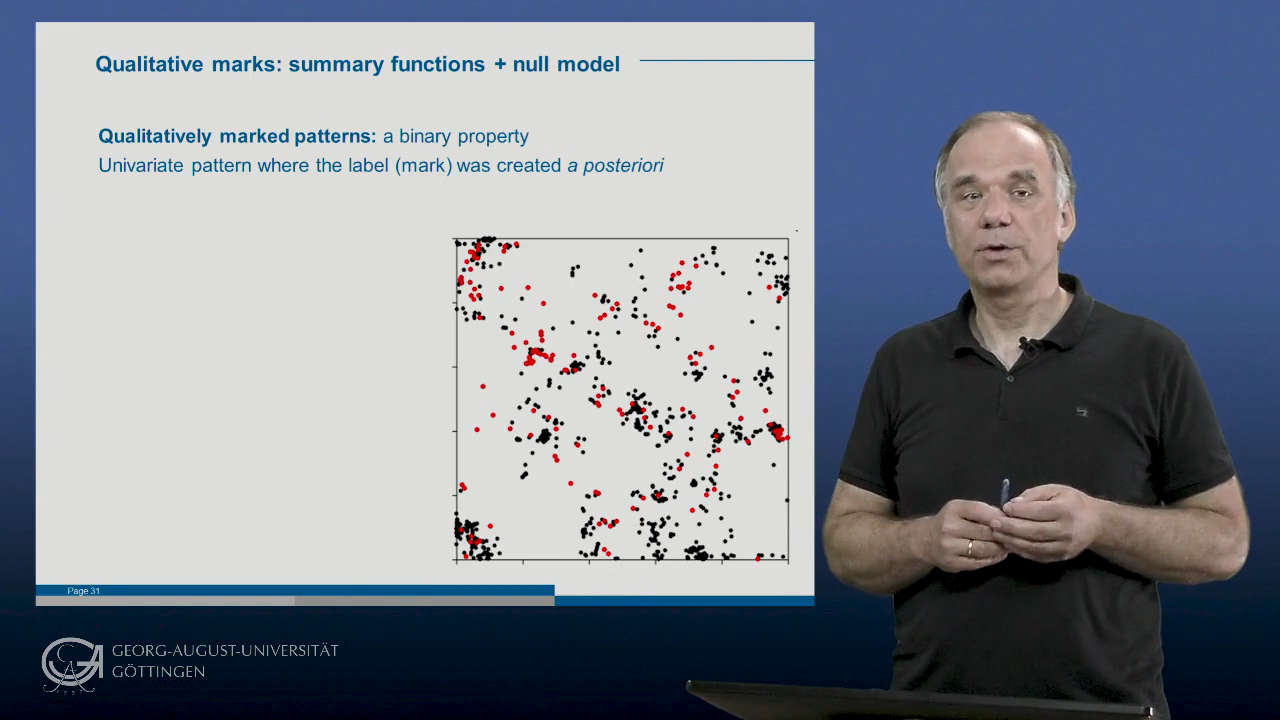 Qualitative marks: summary functions + null model
Qualitatively marked patterns: a binary property
Univariate pattern where the label (mark) was created a posteriori
Page 31
GEORG-AUGUST-UNIVERSITÄT
GÖTTINGEN